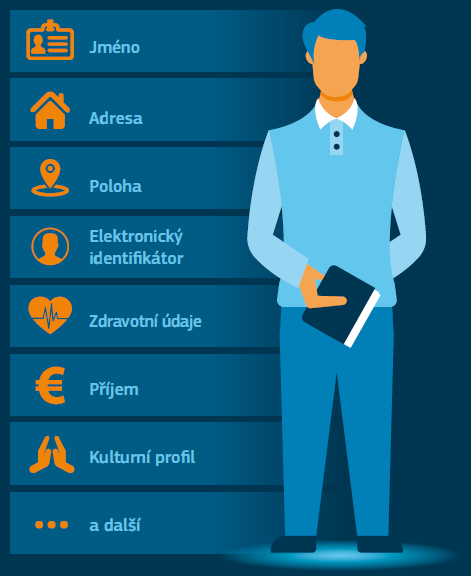 Jméno
Adresa
Poloha
Elektronický
identifikátor
Zdravotní údaje
Příjem
Kulturní profil
a další